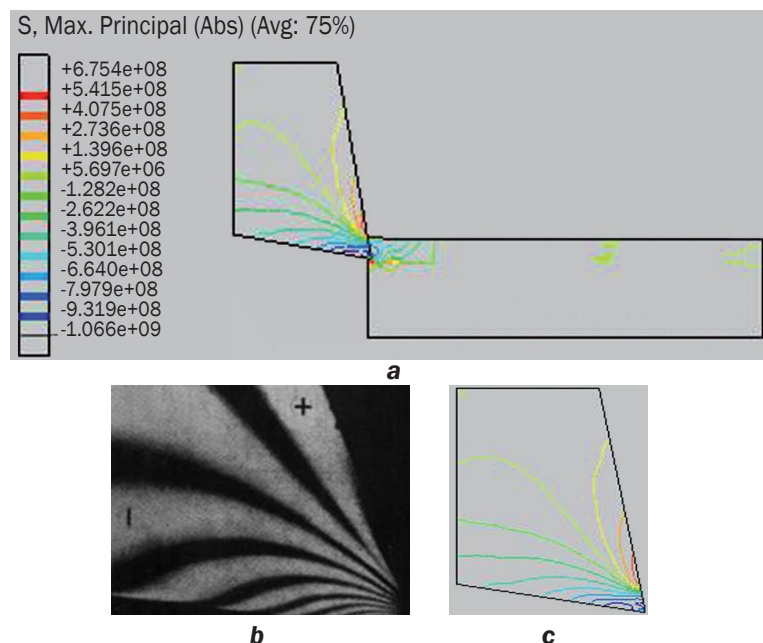 S, Max. Principal (Abs) (Avg: 75%)
+6.754e+08
+5.415e+08
+4.075e+08
+2.736e+08
+1.396e+08
+5.697e+06
-1.282e+08
-2.622e+08
-3.961e+08
-5.301e+08
-6.640e+08
-7.979e+08
-9.319e+08
-1.066e+09
a
+
–
b
c